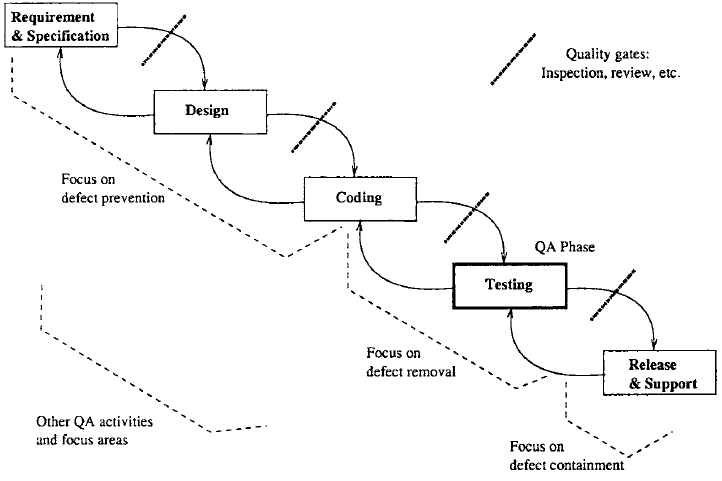 Requirement
& Specification
Quality gates:
Inspection, review, etc.
Design
Focus on
defect prevention
Coding
QA Phase
Testing
Focus on
defect removal
Release
& Support
Other QA activities
and focus areas
Focus on
defect containment